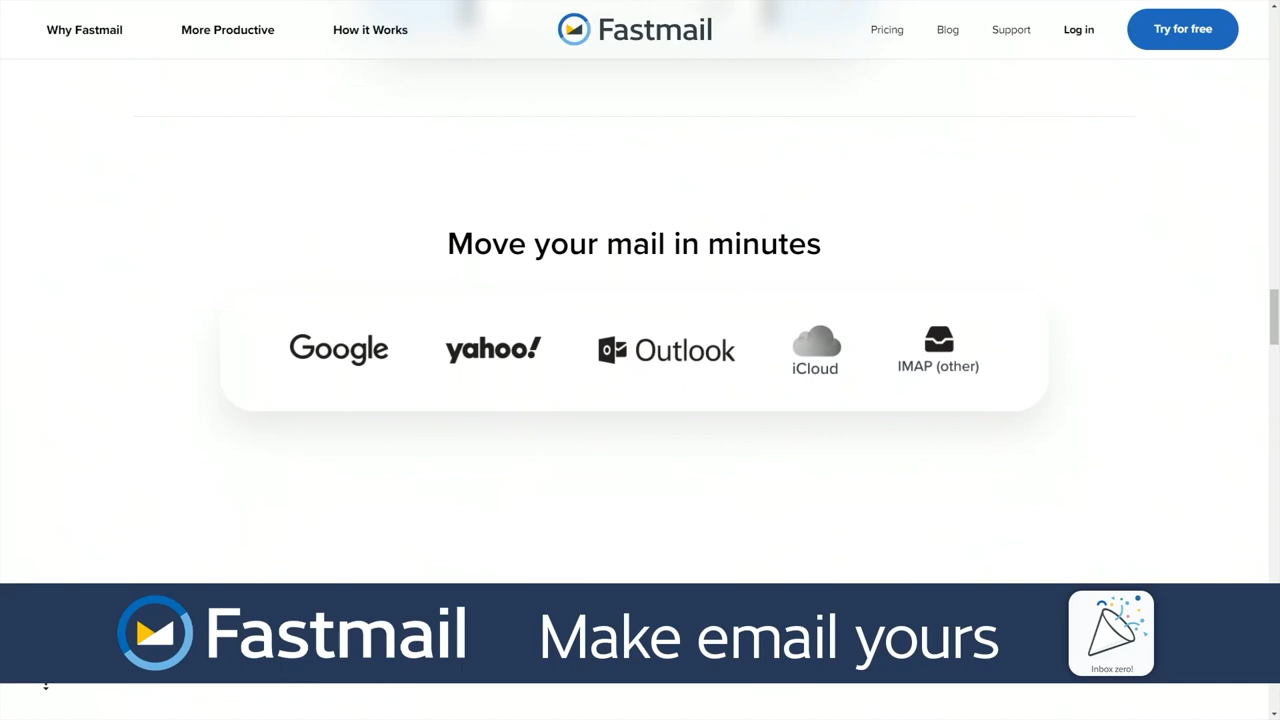 Why Fastmail More Productive How it Works Fastmail Pricing Blog Support Log in Try for free
Move your mail in minutes
Google yahoo! Outlook iCloud IMAP (other)
Fastmail Make email yours
Inbox zero!